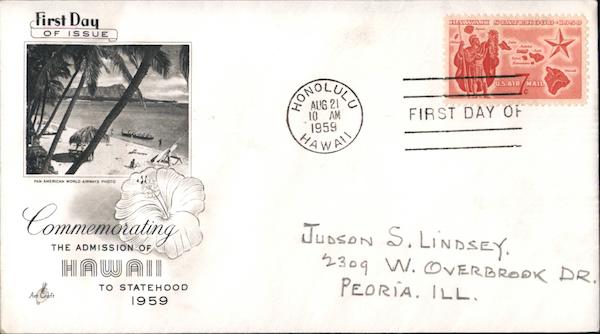 First Day
OF ISSUE
PAN AMERICAN WORLD AIRWAYS PHOTO
Commemorating
THE ADMISSION OF
HAWAII
TO STATEHOOD
1959
Art Craft
HONOLULU
AUG 21
10 AM
1959
HAWAII
FIRST DAY OF
HAWAII STATEHOOD·1959
U.S. AIR MAIL
7c
JUDSON S. LINDSEY.
2309 W. OVERBROOK DR.
PEORIA. ILL.